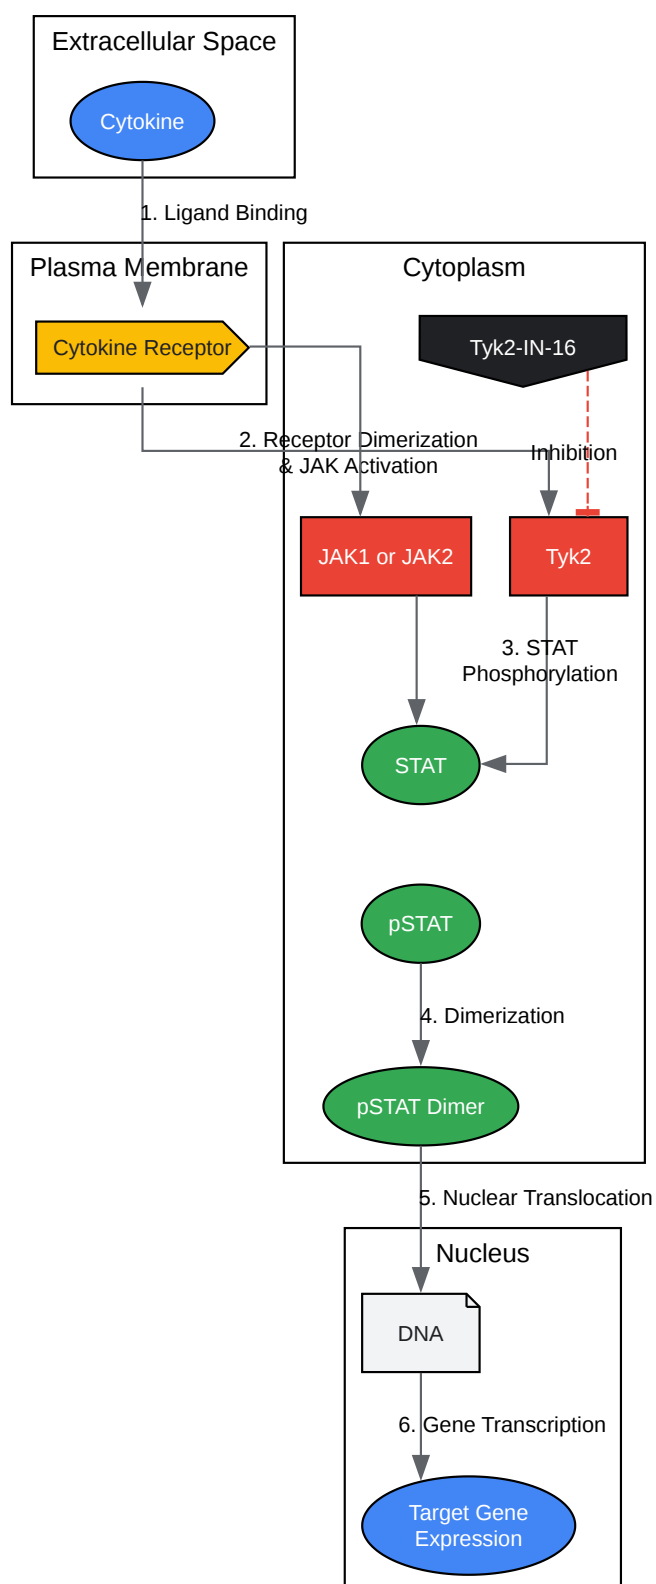 Extracellular Space
Cytokine
1. Ligand Binding
Plasma Membrane
Cytoplasm
Cytokine Receptor
Tyk2-IN-16
2. Receptor Dimerization
& JAK Activation
Inhibition
JAK1 or JAK2
Tyk2
3. STAT
Phosphorylation
STAT
pSTAT
4. Dimerization
pSTAT Dimer
5. Nuclear Translocation
Nucleus
DNA
6. Gene Transcription
Target Gene
Expression